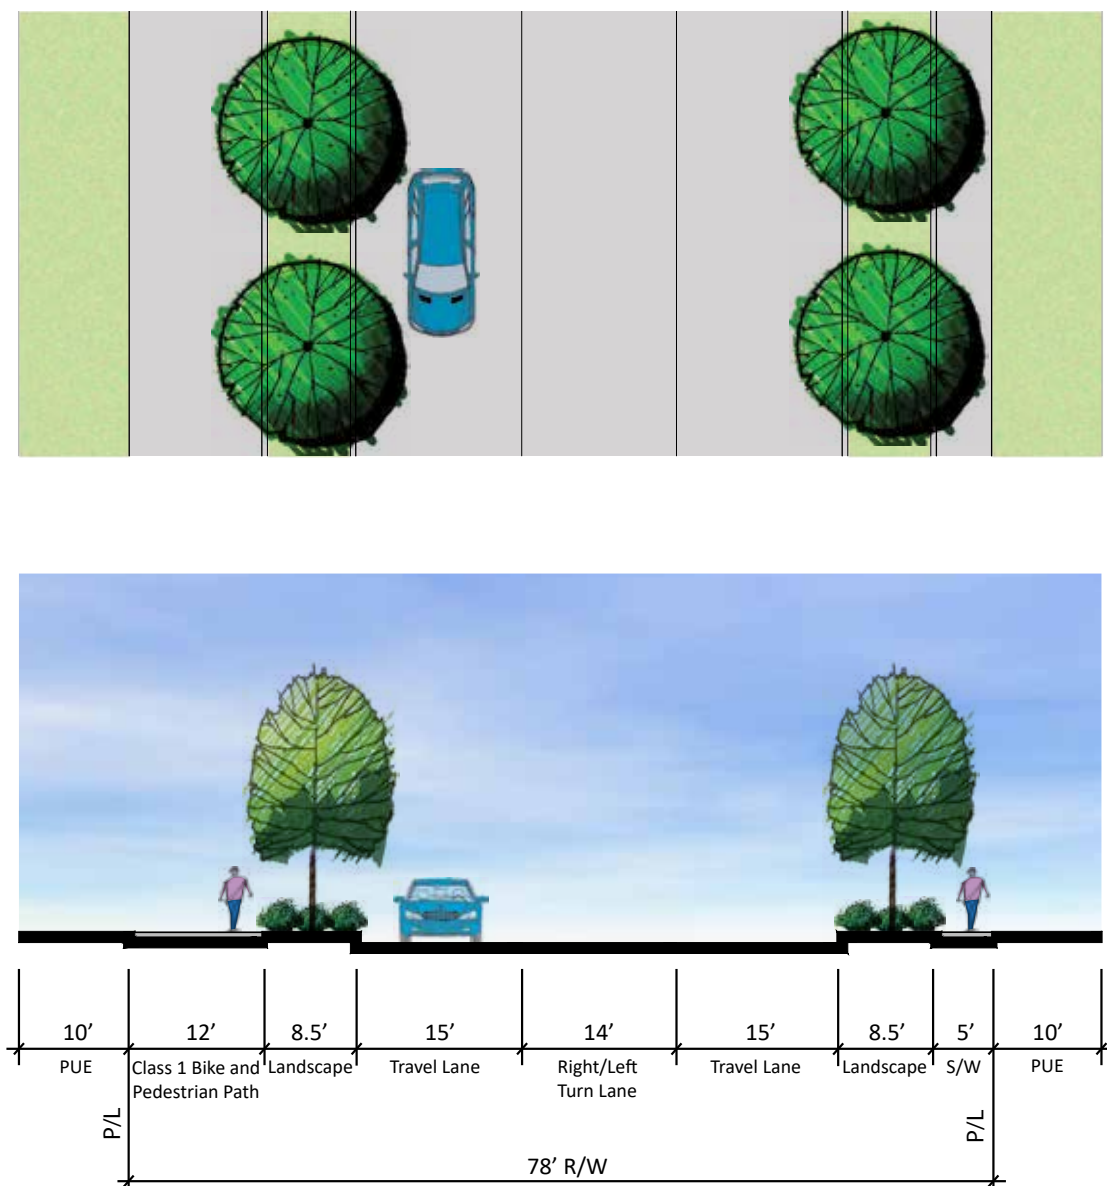 10’ 12’ 8.5’ 15’ 14’ 15’ 8.5’ 5’ 10’
PUE Class 1 Bike and Landscape Travel Lane Right/Left Travel Lane Landscape S/W PUE
Pedestrian Path Turn Lane
P/L P/L
78’ R/W